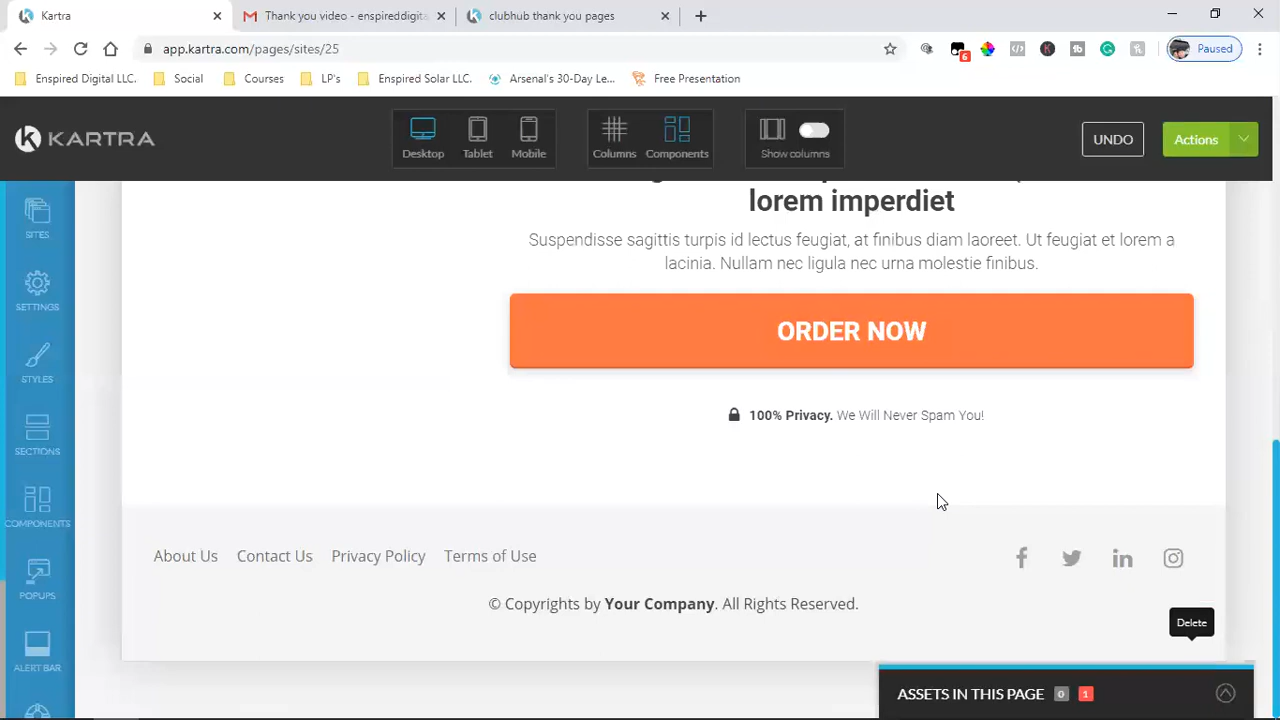 Kartra
Thank you video - enspireddigita
clubhub thank you pages
app.kartra.com/pages/sites/25
6
Paused
Enspired Digital LLC.
Social
Courses
LP's
Enspired Solar LLC.
Arsenal's 30-Day Le...
Free Presentation
KARTRA
Desktop
Tablet
Mobile
Columns
Components
Show columns
UNDO
Actions
SITES
SETTINGS
STYLES
SECTIONS
COMPONENTS
POPUPS
ALERT BAR
lorem imperdiet
Suspendisse sagittis turpis id lectus feugiat, at finibus diam laoreet. Ut feugiat et lorem a
lacinia. Nullam nec ligula nec urna molestie finibus.
ORDER NOW
100% Privacy. We Will Never Spam You!
About Us Contact Us Privacy Policy Terms of Use
© Copyrights by Your Company. All Rights Reserved.
Delete
ASSETS IN THIS PAGE 0 1